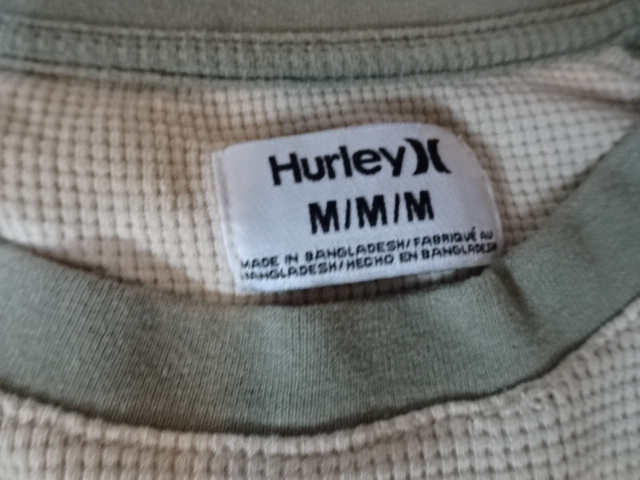 Hurley
M/M/M
MADE IN BANGLADESH/FABRIQUÉ AU
BANGLADESH/HECHO EN BANGLADESH